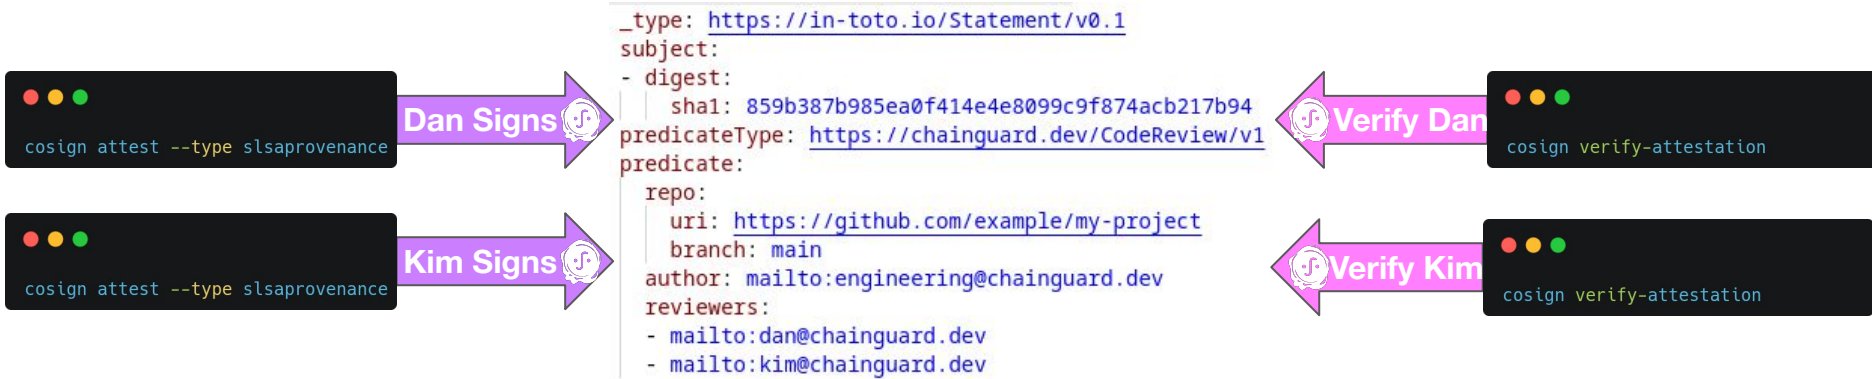 cosign attest --type slsaprovenance
Dan Signs
cosign attest --type slsaprovenance
Kim Signs
_type: https://in-toto.io/Statement/v0.1
subject:
- digest:
sha1: 859b387b985ea0f414e4e8099c9f874acb217b94
predicateType: https://chainguard.dev/CodeReview/v1
predicate:
repo:
uri: https://github.com/example/my-project
branch: main
author: mailto:engineering@chainguard.dev
reviewers:
- mailto:dan@chainguard.dev
- mailto:kim@chainguard.dev
Verify Dan
cosign verify-attestation
Verify Kim
cosign verify-attestation